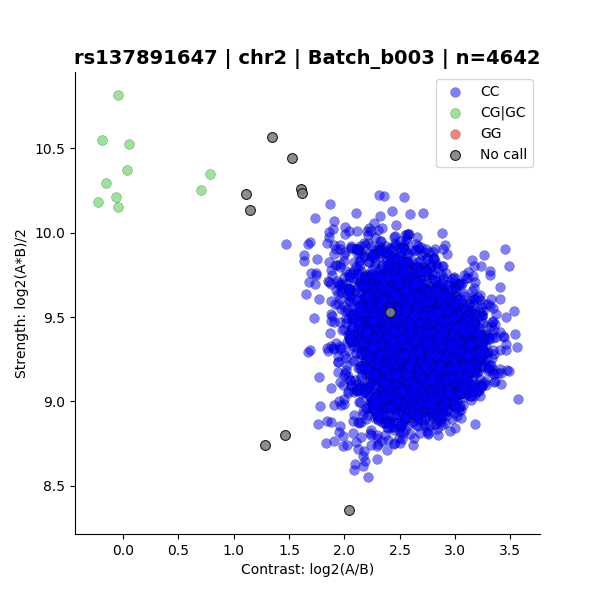 rs137891647 | chr2 | Batch_b003 | n=4642
CC
CG|GC
GG
No call
Strength: log2(A*B)/2
10.5
10.0
9.5
9.0
8.5
0.0 0.5 1.0 1.5 2.0 2.5 3.0 3.5
Contrast: log2(A/B)